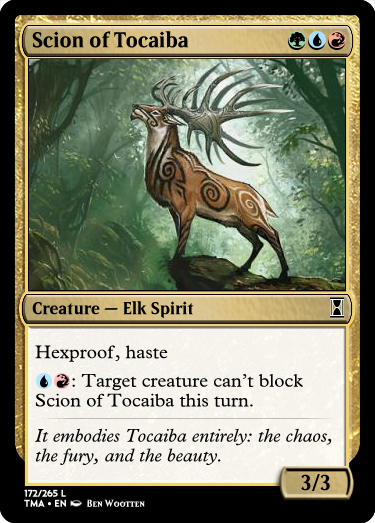 Scion of Tocaiba
Creature — Elk Spirit
Hexproof, haste
: Target creature can't block
Scion of Tocaiba this turn.
It embodies Tocaiba entirely: the chaos,
the fury, and the beauty.
3/3
172/265 L
TMA • EN Ben Wootten